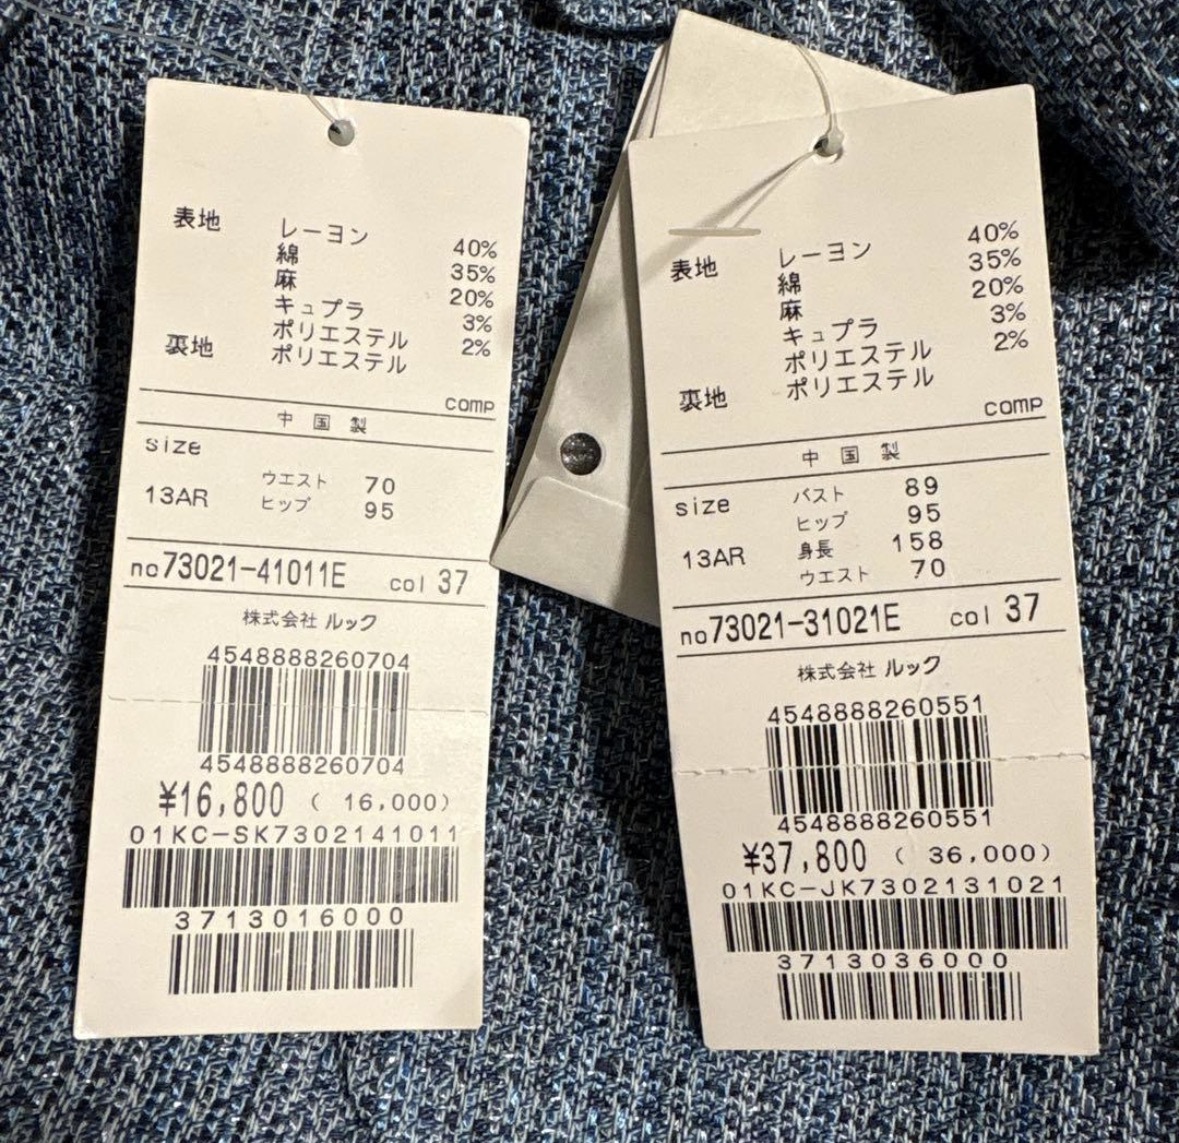 表地 レーヨン 40%
綿 35%
麻 20%
キュプラ 3%
ポリエステル 2%
裏地 ポリエステル
comp
中国製
size
13AR ウエスト 70
ヒップ 95
no73021-41011E col 37
株式会社 ルック
4548888260704
4548888260704
¥16,800 ( 16,000)
01KC-SK7302141011
3713016000
表地 レーヨン 40%
綿 35%
麻 20%
キュプラ 3%
ポリエステル 2%
裏地 ポリエステル
comp
中国製
size バスト 89
ヒップ 95
13AR 身長 158
ウエスト 70
no73021-31021E col 37
株式会社 ルック
4548888260551
4548888260551
¥37,800 ( 36,000)
01KC-JK7302131021
3713036000